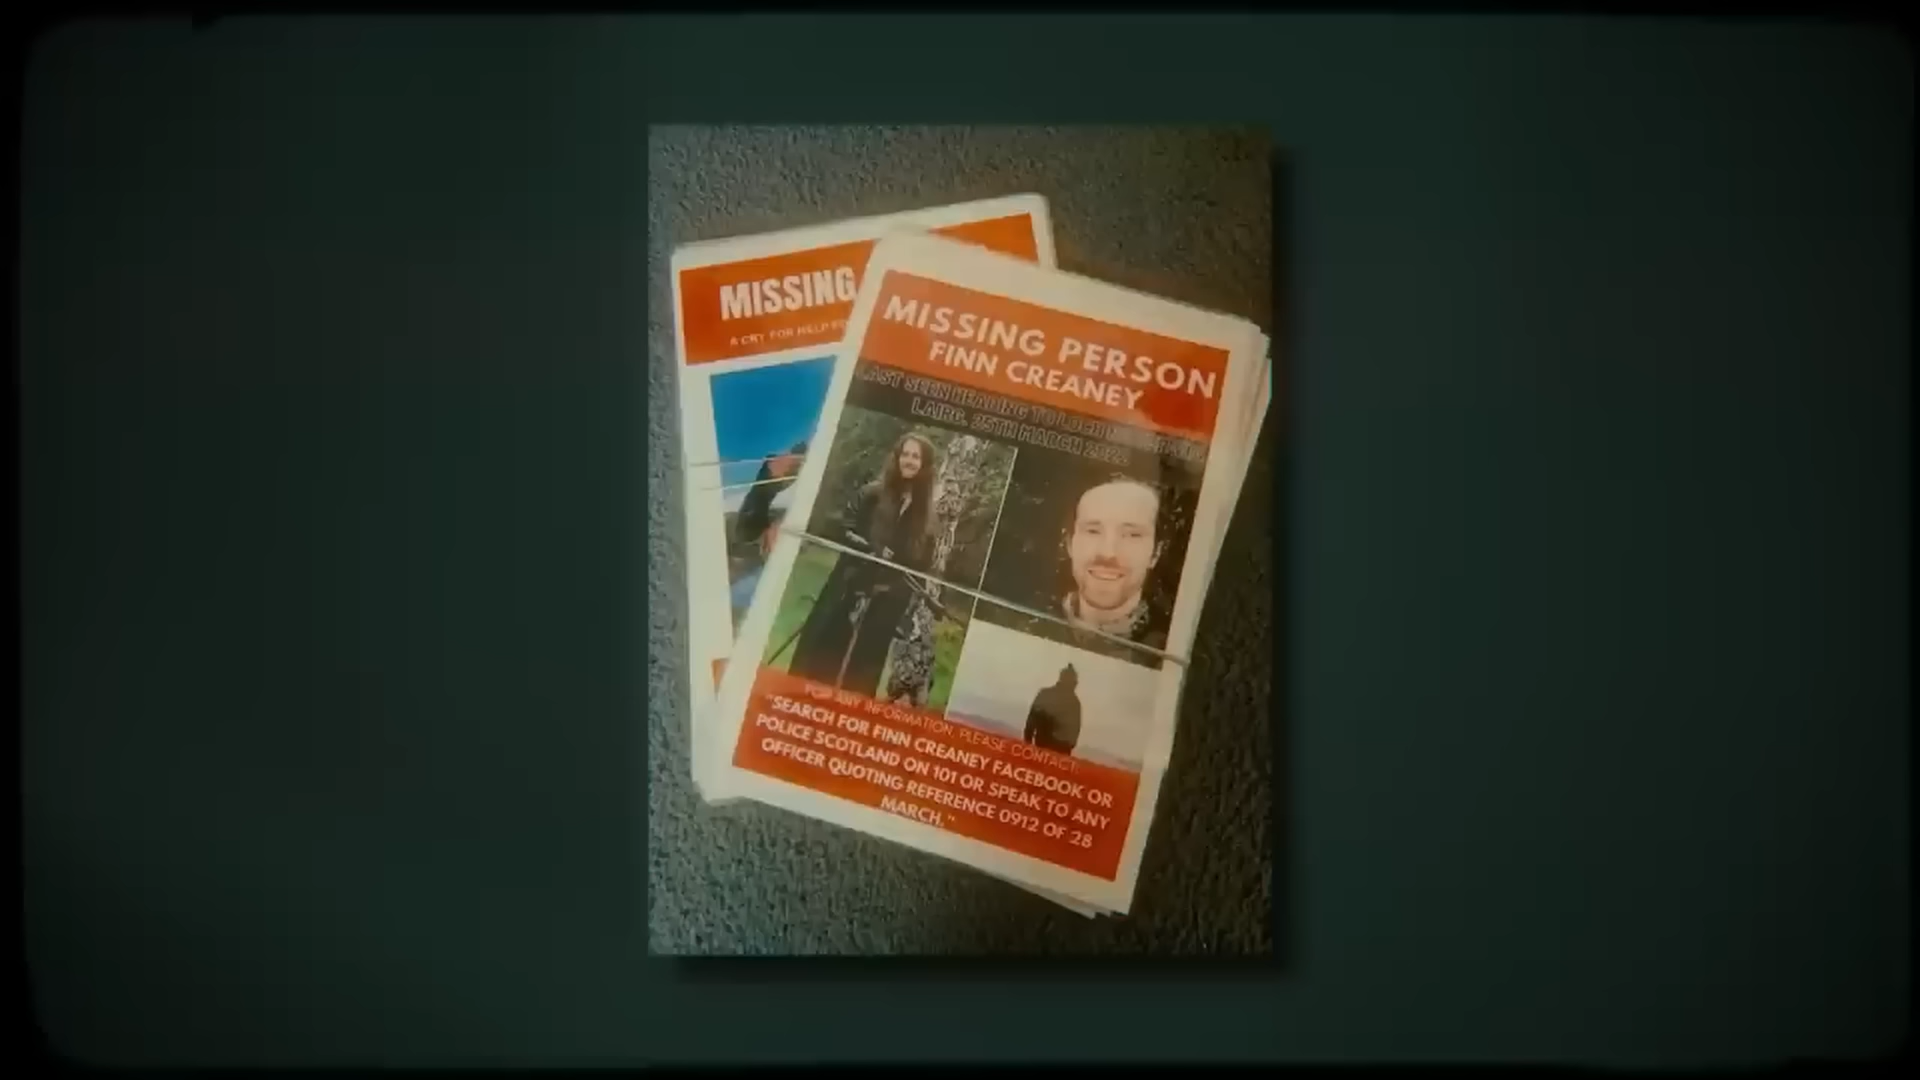 MISSING
A CRY FOR HELP
MISSING PERSON
FINN CREANEY
LAST SEEN HEADING TO LOCH
LAIRG. 25TH MARCH 2022
FOR ANY INFORMATION, PLEASE CONTACT:
"SEARCH FOR FINN CREANEY FACEBOOK OR
POLICE SCOTLAND ON 101 OR SPEAK TO ANY
OFFICER QUOTING REFERENCE 0912 OF 28
MARCH."